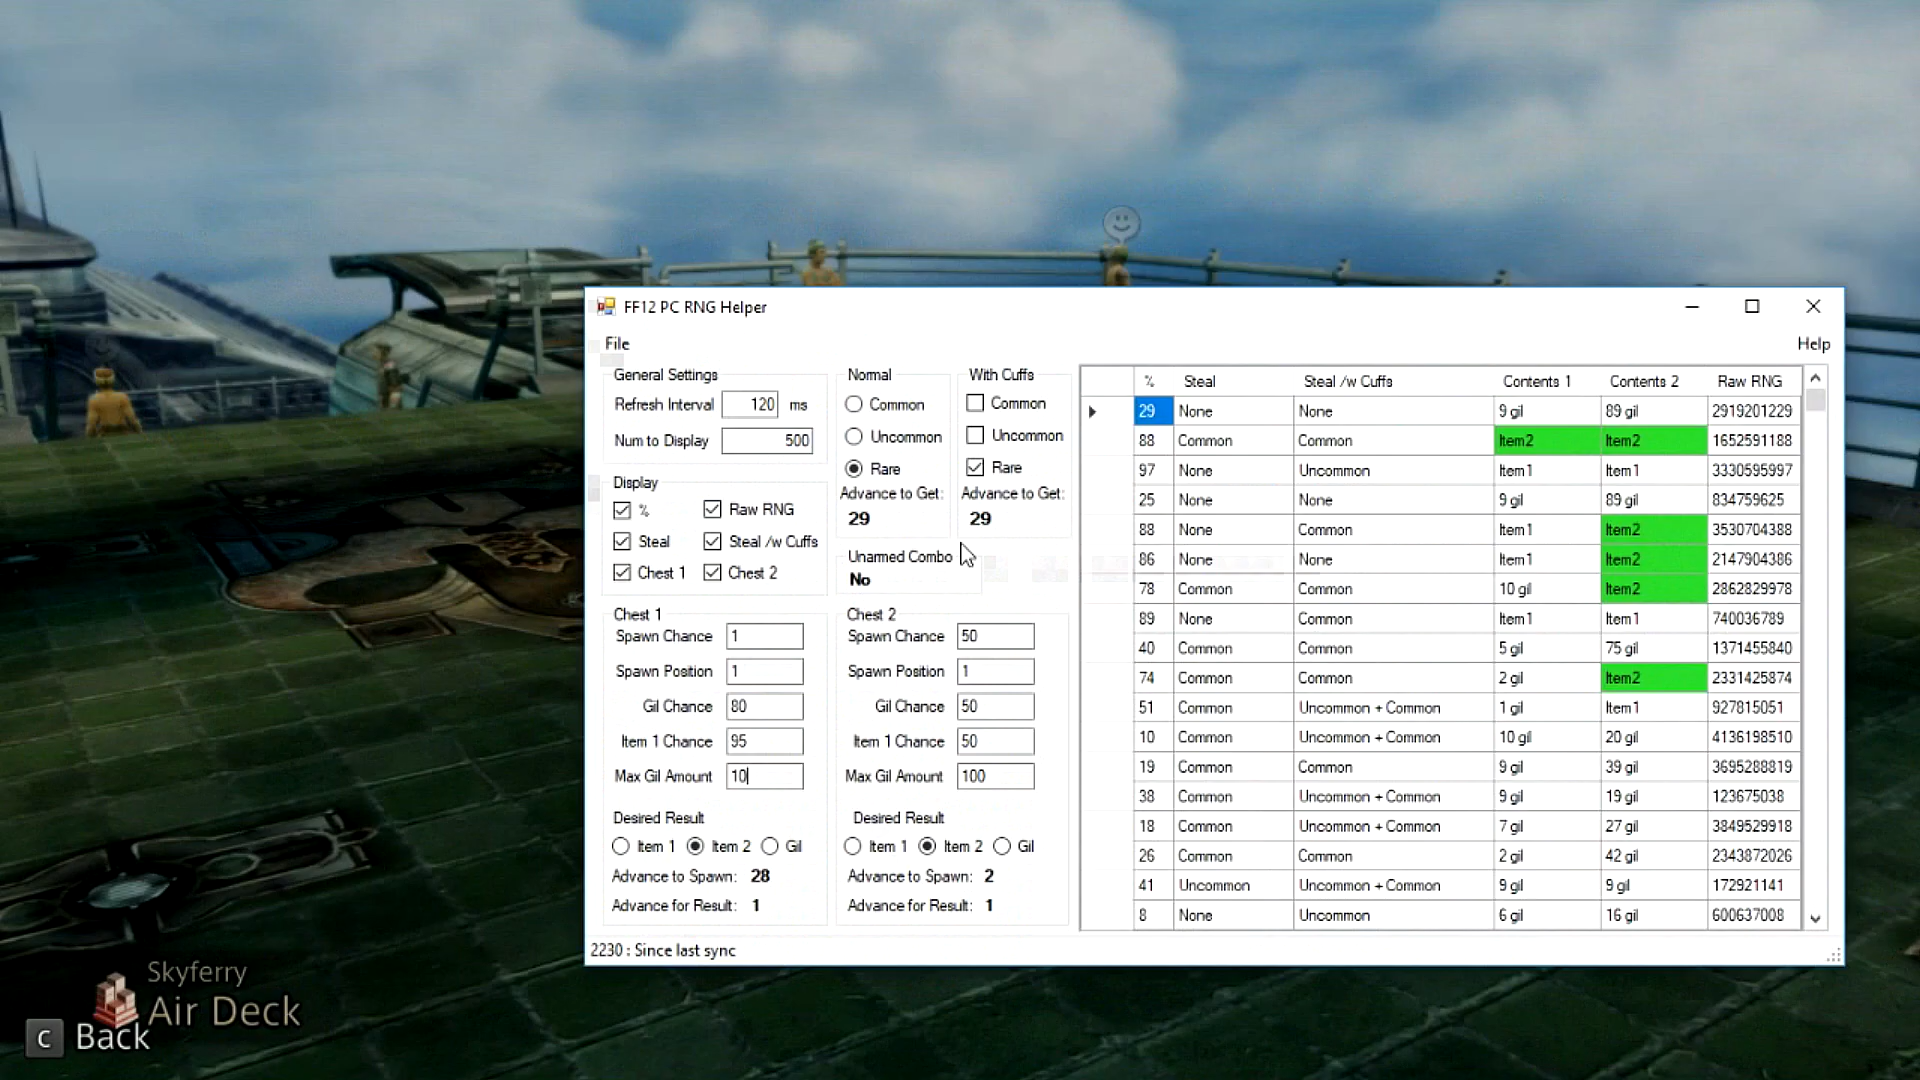 FF12 PC RNG Helper
File
Help
General Settings
Refresh Interval 120 ms
Num to Display 500
Display
%
Raw RNG
Steal
Steal /w Cuffs
Chest 1
Chest 2
Normal
Common
Uncommon
Rare
Advance to Get:
29
With Cuffs
Common
Uncommon
Rare
Advance to Get:
29
Unarmed Combo
No
Chest 1
Spawn Chance 1
Spawn Position 1
Gil Chance 80
Item 1 Chance 95
Max Gil Amount 10
Desired Result
Item 1 Item 2 Gil
Advance to Spawn: 28
Advance for Result: 1
Chest 2
Spawn Chance 50
Spawn Position 1
Gil Chance 50
Item 1 Chance 50
Max Gil Amount 100
Desired Result
Item 1 Item 2 Gil
Advance to Spawn: 2
Advance for Result: 1
% Steal Steal /w Cuffs Contents 1 Contents 2 Raw RNG
29 None None 9 gil 89 gil 2919201229
88 Common Common Item2 Item2 1652591188
97 None Uncommon Item1 Item1 3330595997
25 None None 9 gil 89 gil 834759625
88 None Common Item1 Item2 3530704388
86 None None Item1 Item2 2147904386
78 Common Common 10 gil Item2 2862829978
89 None Common Item1 Item1 740036789
40 Common Common 5 gil 75 gil 1371455840
74 Common Common 2 gil Item2 2331425874
51 Common Uncommon + Common 1 gil Item1 927815051
10 Common Uncommon + Common 10 gil 20 gil 4136198510
19 Common Common 9 gil 39 gil 3695288819
38 Common Uncommon + Common 9 gil 19 gil 123675038
18 Common Uncommon + Common 7 gil 27 gil 3849529918
26 Common Common 2 gil 42 gil 2343872026
41 Uncommon Uncommon + Common 9 gil 9 gil 172921141
8 None Uncommon 6 gil 16 gil 600637008
2230 : Since last sync
Skyferry
Air Deck
C Back